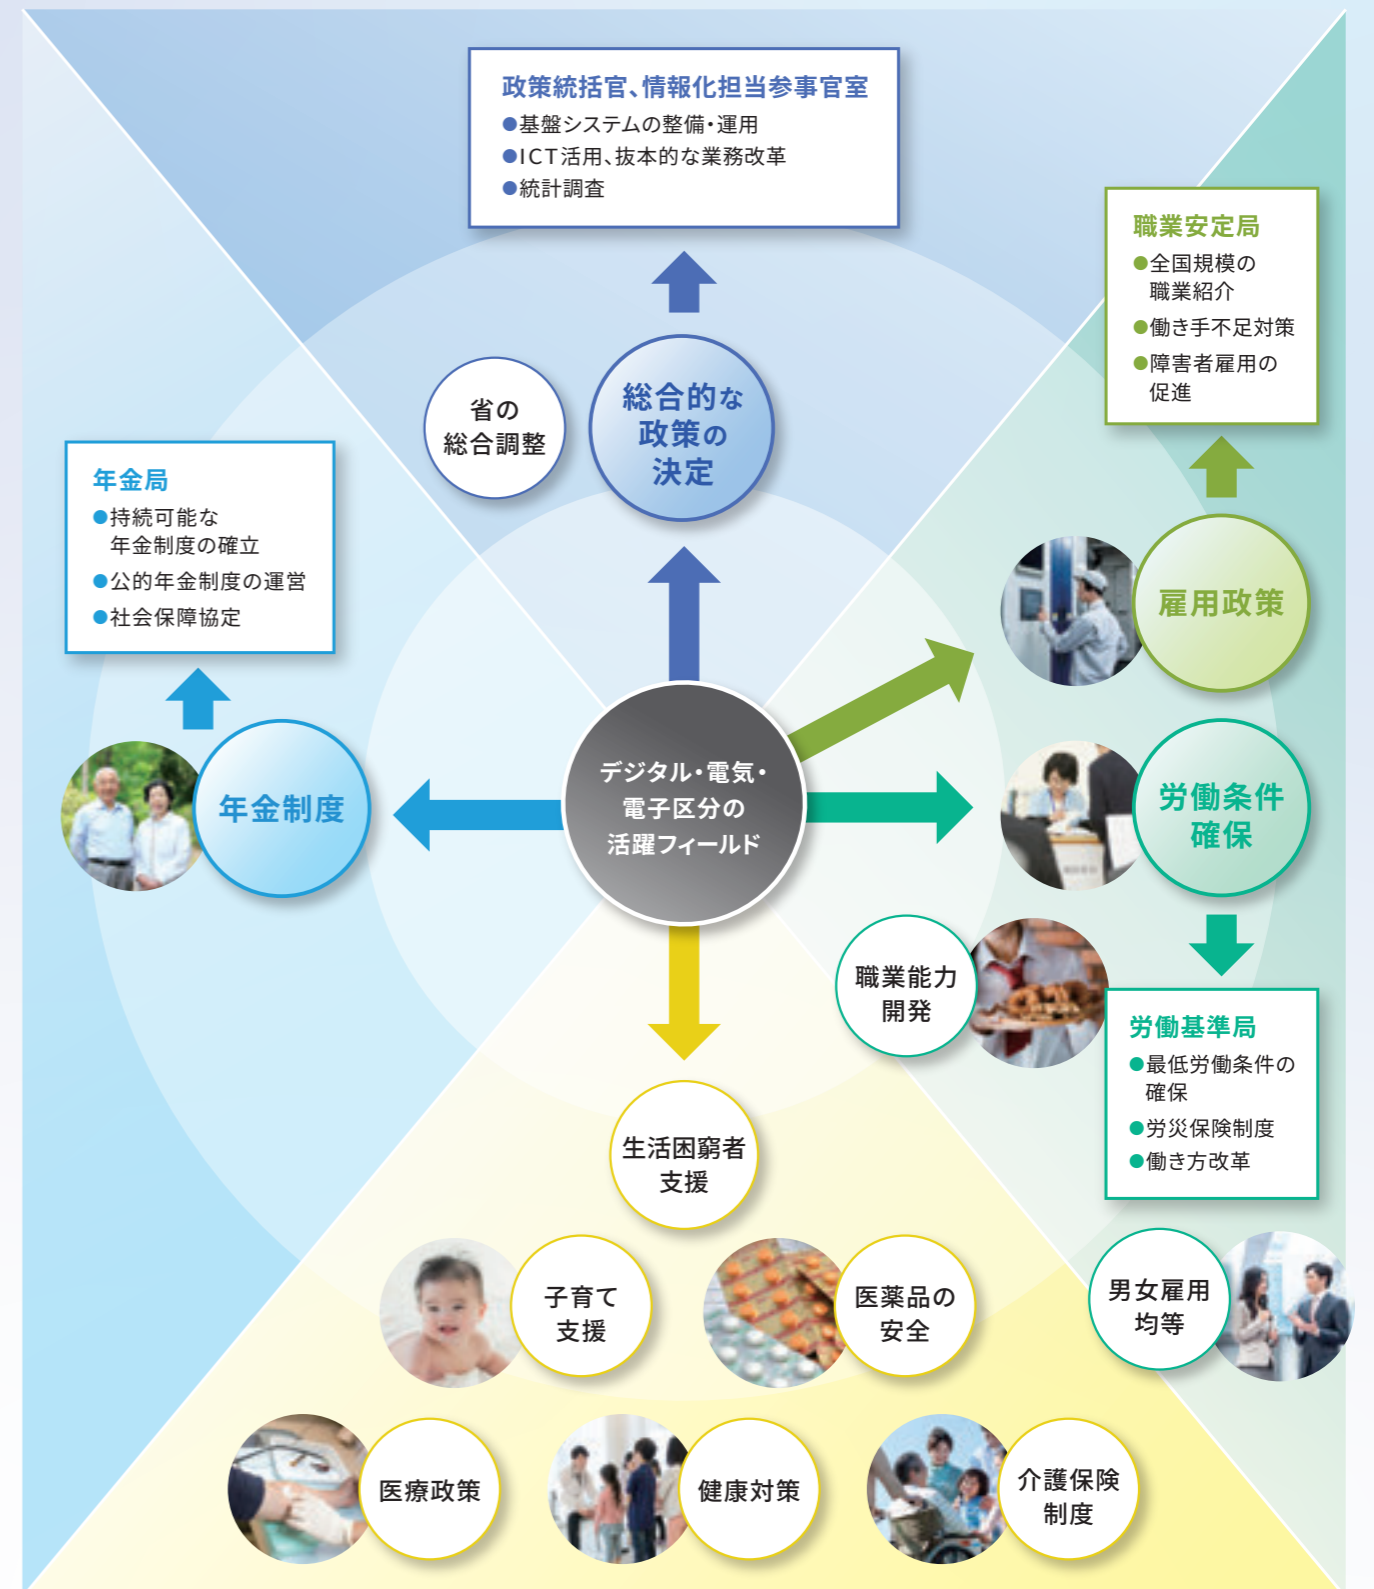 政策統括官、情報化担当参事官室
●基盤システムの整備・運用
●ICT活用、抜本的な業務改革
●統計調査
職業安定局
●全国規模の
職業紹介
●働き手不足対策
●障害者雇用の
促進
省の
総合調整
総合的な
政策の
決定
年金局
●持続可能な
年金制度の確立
●公的年金制度の運営
●社会保障協定
雇用政策
年金制度
デジタル・電気・
電子区分の
活躍フィールド
労働条件
確保
職業能力
開発
労働基準局
●最低労働条件の
確保
●労災保険制度
●働き方改革
生活困窮者
支援
子育て
支援
医薬品の
安全
男女雇用
均等
医療政策
健康対策
介護保険
制度